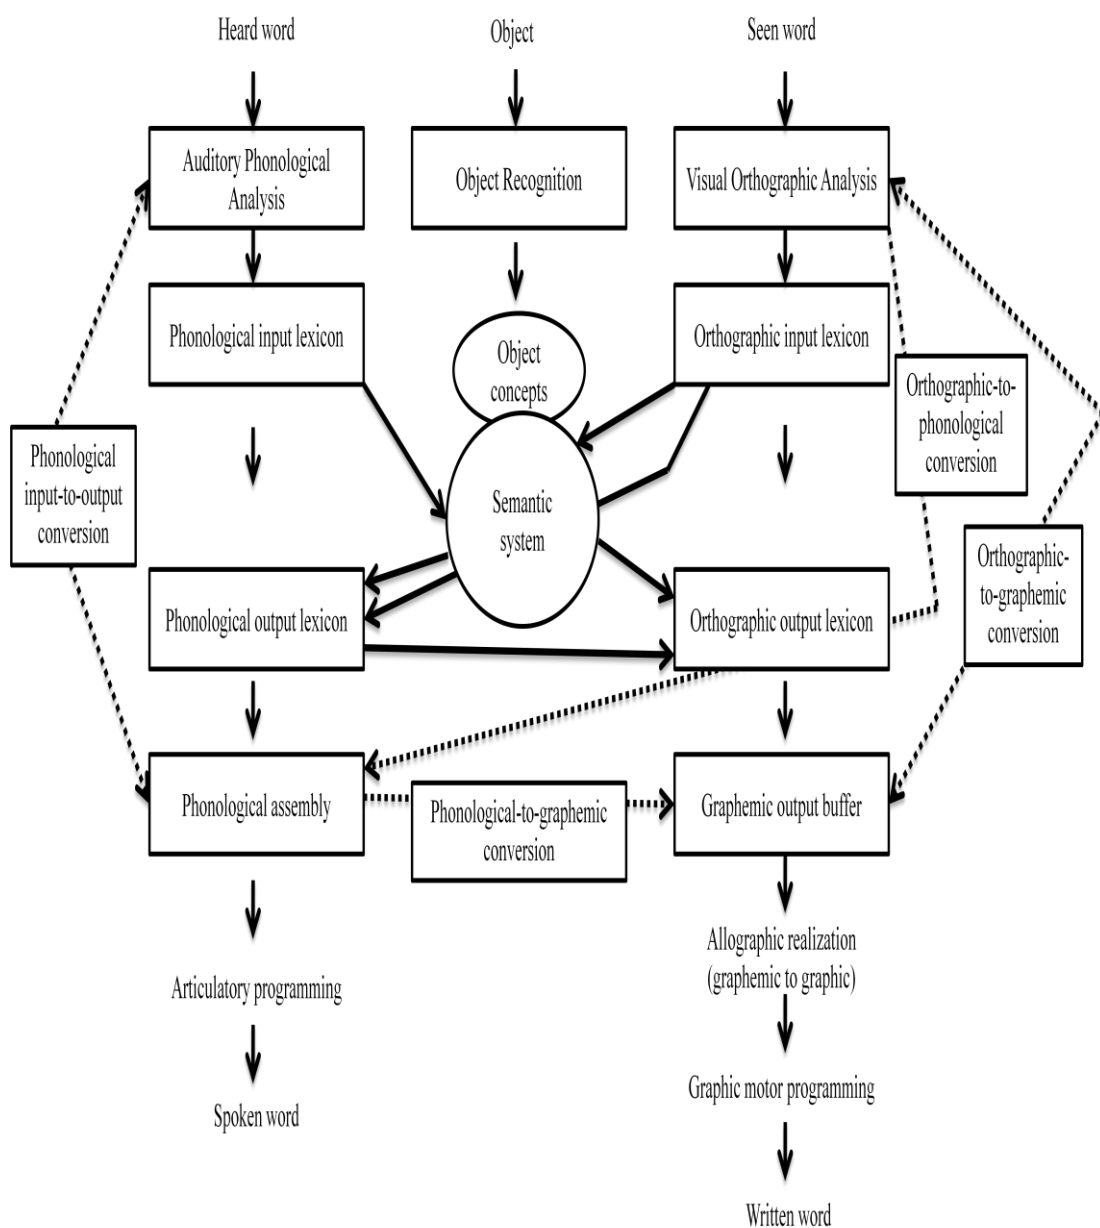 Heard word
Object
Seen word
Auditory Phonological
Analysis
Object Recognition
Visual Orthographic Analysis
Phonological input lexicon
Object
concepts
Orthographic input lexicon
Orthographic-to-
phonological
conversion
Phonological
input-to-output
conversion
Semantic
system
Orthographic-
-to-graphemic
conversion
Phonological output lexicon
Orthographic output lexicon
Phonological assembly
Phonological-to-graphemic
conversion
Graphemic output buffer
Allographic realization
(graphemic to graphic)
Articulatory programming
Graphic motor programming
Spoken word
Written word